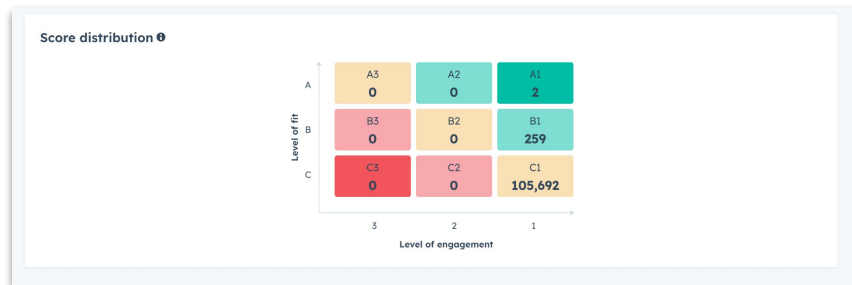 Score distribution
A
A3
0
A2
0
A1
2
Level of fit
B
B3
0
B2
0
B1
259
C
C3
0
C2
0
C1
105,692
3
2
1
Level of engagement